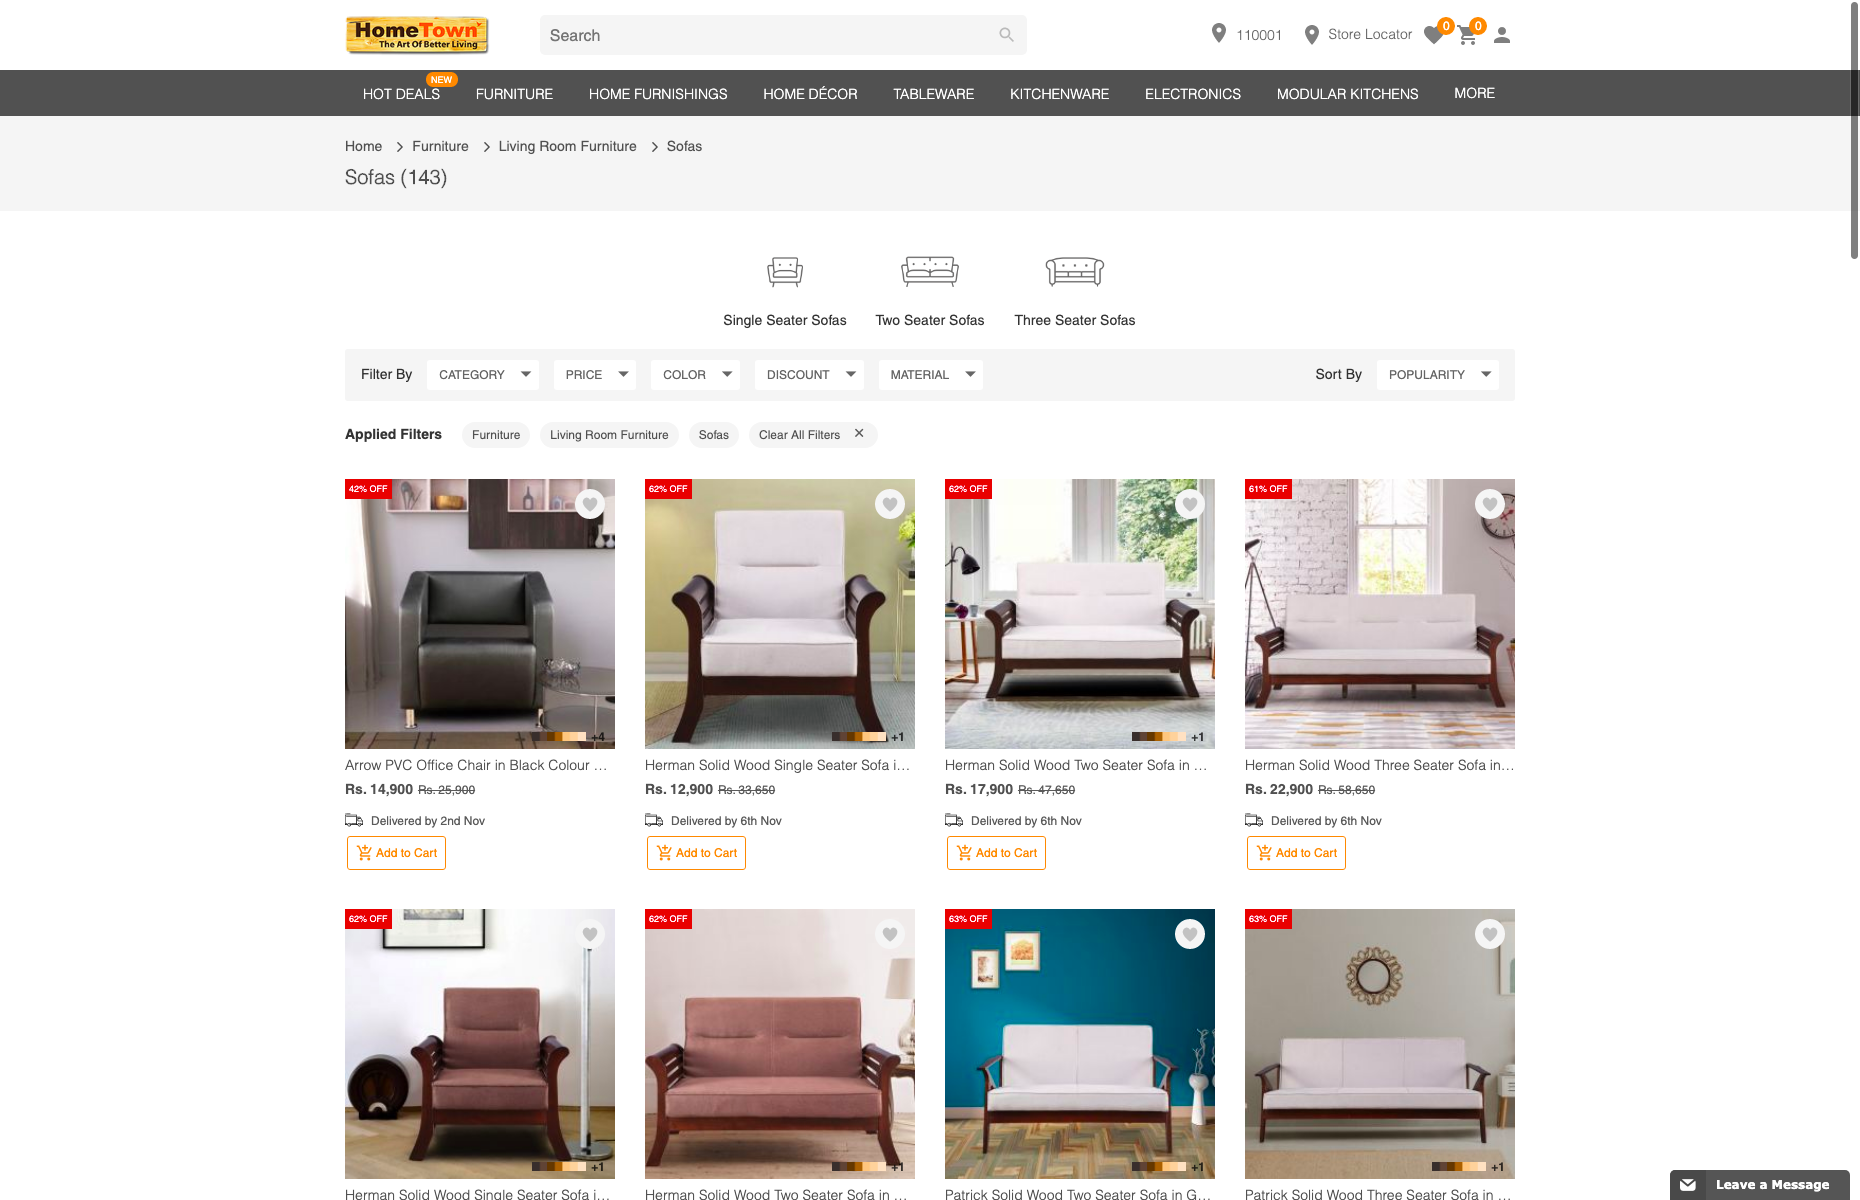 HomeTown
The Art Of Better Living
Search
110001
Store Locator
0
0
NEW
HOT DEALS
FURNITURE
HOME FURNISHINGS
HOME DÉCOR
TABLEWARE
KITCHENWARE
ELECTRONICS
MODULAR KITCHENS
MORE
Home > Furniture > Living Room Furniture > Sofas
Sofas (143)
Single Seater Sofas
Two Seater Sofas
Three Seater Sofas
Filter By
CATEGORY
PRICE
COLOR
DISCOUNT
MATERIAL
Sort By
POPULARITY
Applied Filters
Furniture
Living Room Furniture
Sofas
Clear All Filters ×
42% OFF
+4
Arrow PVC Office Chair in Black Colour ...
Rs. 14,900 Rs. 25,900
Delivered by 2nd Nov
Add to Cart
62% OFF
+1
Herman Solid Wood Single Seater Sofa i...
Rs. 12,900 Rs. 33,650
Delivered by 6th Nov
Add to Cart
62% OFF
+1
Herman Solid Wood Two Seater Sofa in ...
Rs. 17,900 Rs. 47,650
Delivered by 6th Nov
Add to Cart
61% OFF
Herman Solid Wood Three Seater Sofa in...
Rs. 22,900 Rs. 58,650
Delivered by 6th Nov
Add to Cart
62% OFF
+1
Herman Solid Wood Single Seater Sofa i...
62% OFF
+1
Herman Solid Wood Two Seater Sofa in ...
63% OFF
+1
Patrick Solid Wood Two Seater Sofa in G...
63% OFF
+1
Patrick Solid Wood Three Seater Sofa in ...
Leave a Message